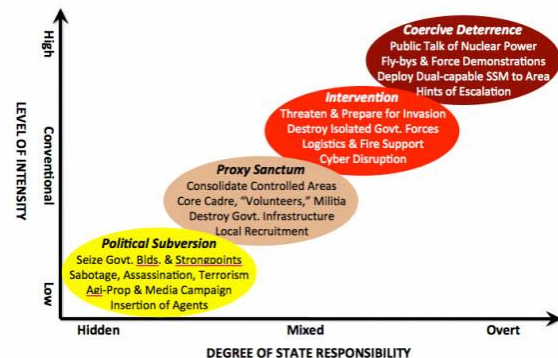 High
Coercive Deterrence
Public Talk of Nuclear Power
Fly-bys & Force Demonstrations
Deploy Dual-capable SSM to Area
Hints of Escalation
LEVEL OF INTENSITY
Conventional
Intervention
Threaten & Prepare for Invasion
Destroy Isolated Govt. Forces
Logistics & Fire Support
Cyber Disruption
Proxy Sanctum
Consolidate Controlled Areas
Core Cadre, "Volunteers," Militia
Destroy Govt. Infrastructure
Local Recruitment
Political Subversion
Seize Govt. Blds. & Strongpoints
Sabotage, Assassination, Terrorism
Agi-Prop & Media Campaign
Insertion of Agents
Low
Hidden
Mixed
Overt
DEGREE OF STATE RESPONSIBILITY